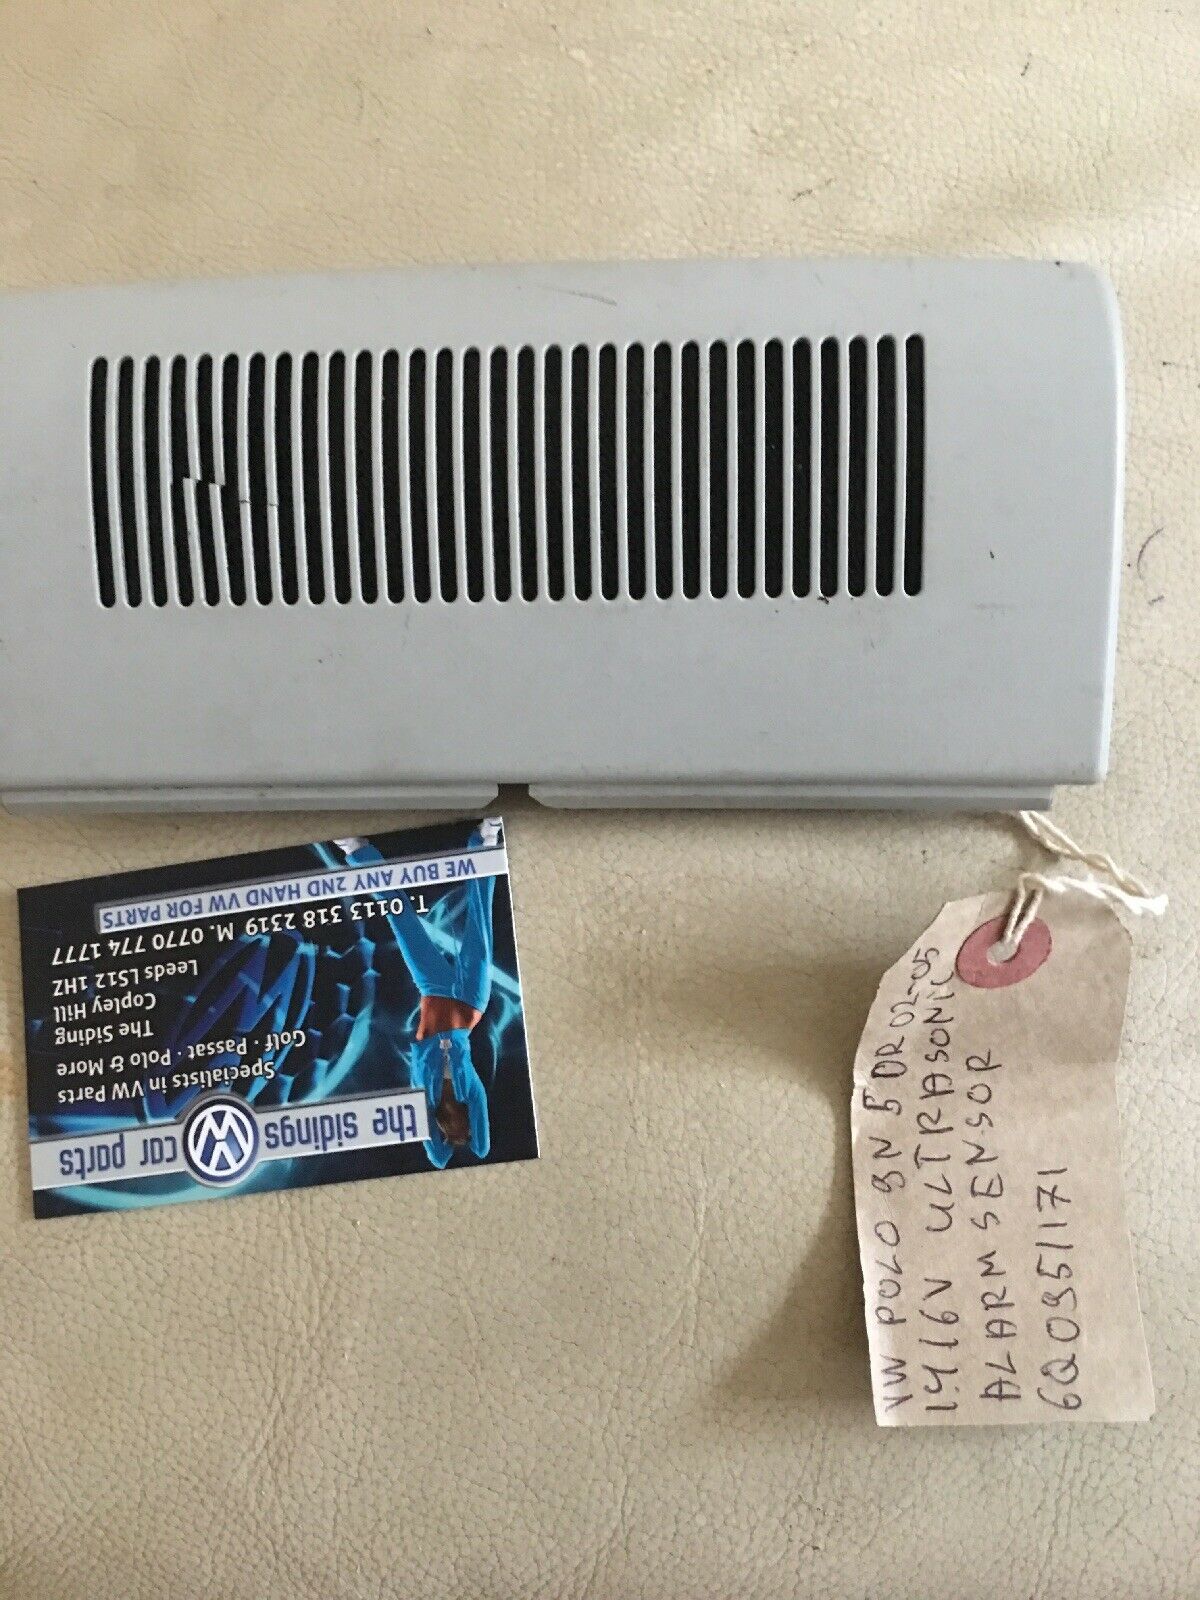 the sidings car parts
Specialists in VW Parts
Golf · Passat · Polo & More
The Siding
Copley Hill
Leeds LS12 1HZ
T. 0113 318 2319 M. 0770 774 1777
WE BUY ANY 2ND HAND VW FOR PARTS
VW POLO 9N 5 DR 02-05
1.4 16V ULTRASONIC
ALARM SENSOR
6Q0951171